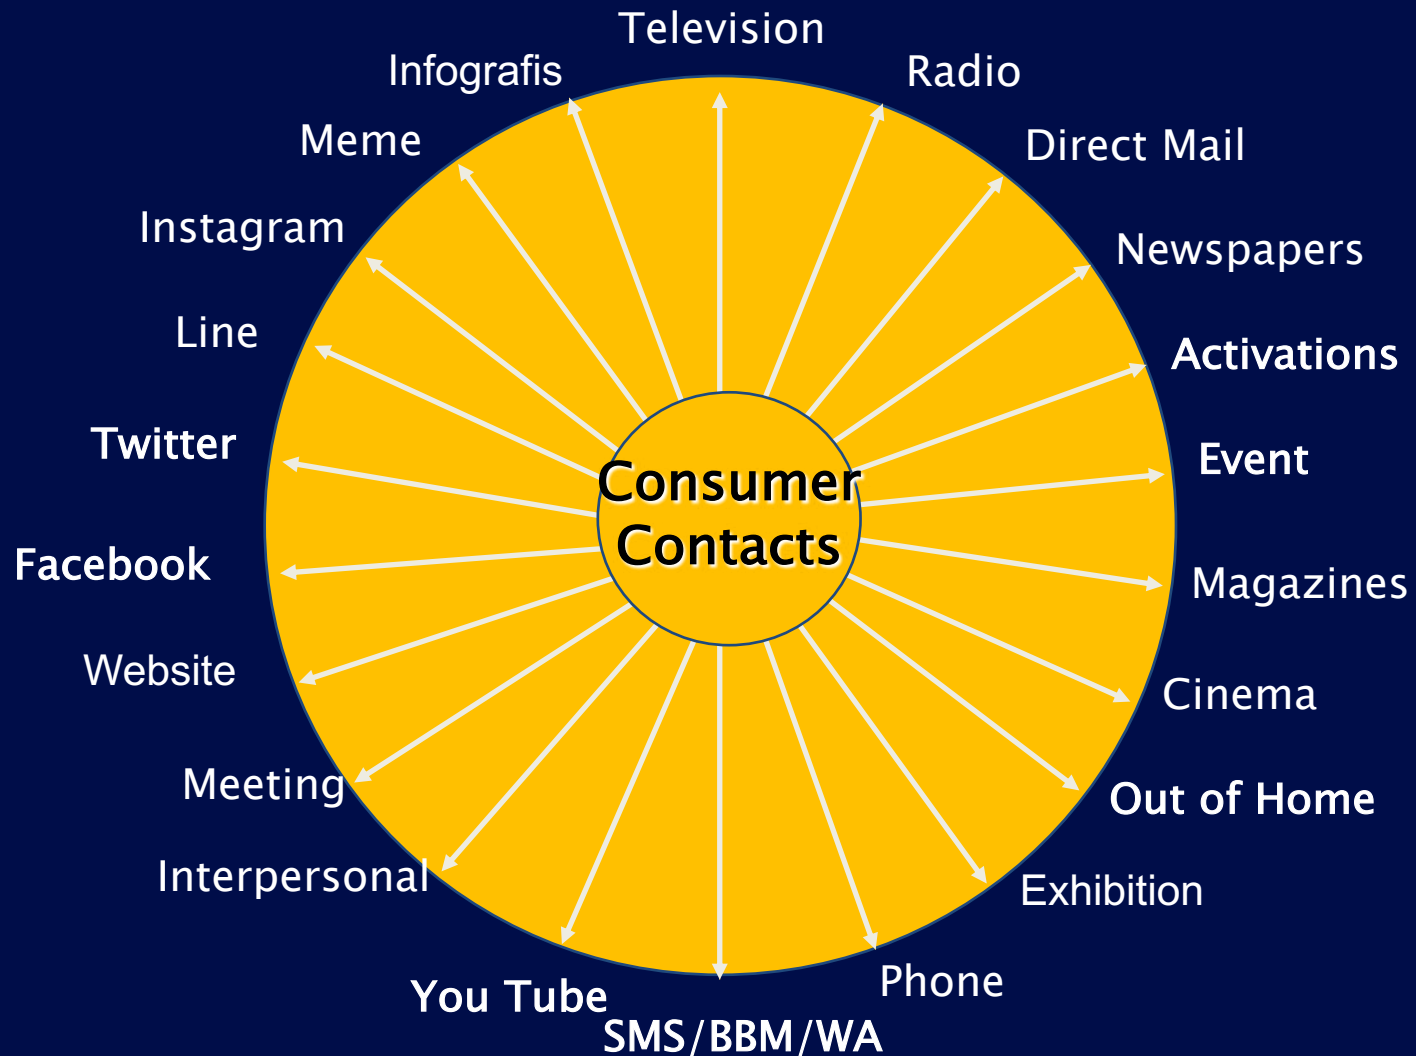 Television
Radio
Direct Mail
Newspapers
Activations
Event
Magazines
Cinema
Out of Home
Exhibition
Phone
SMS/BBM/WA
You Tube
Interpersonal
Meeting
Website
Facebook
Twitter
Line
Instagram
Meme
Infografis
Consumer
Contacts